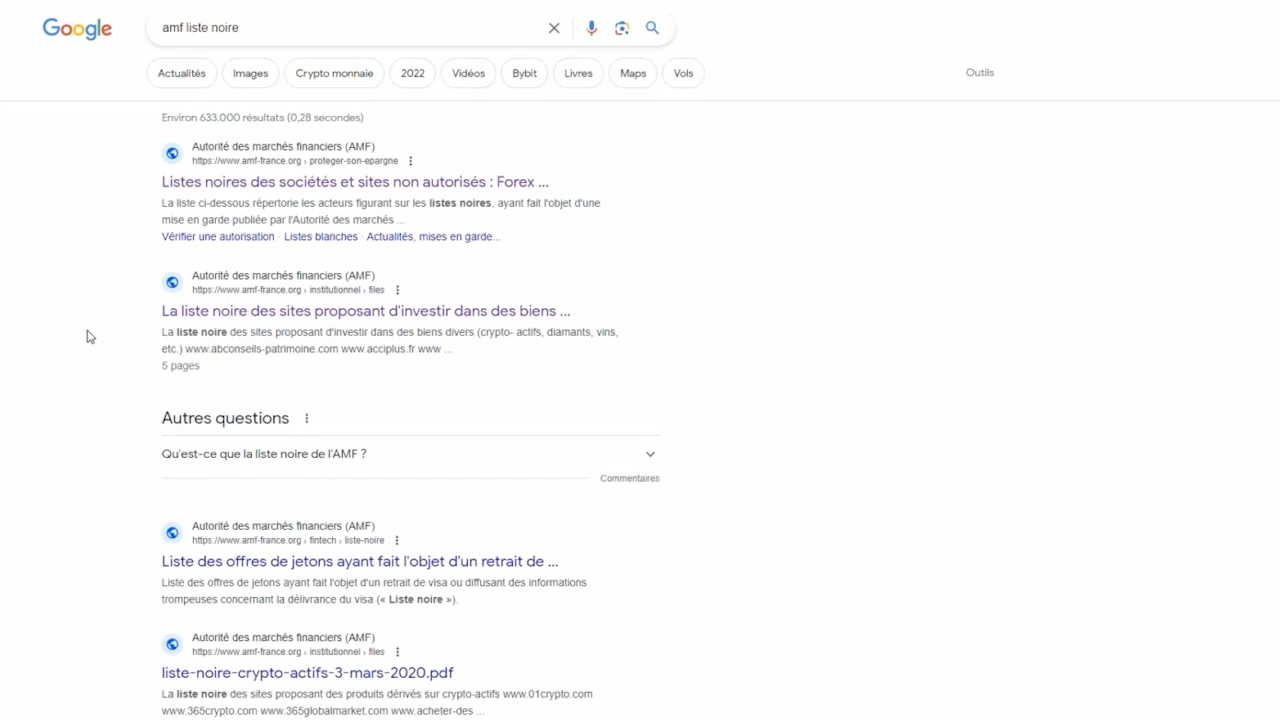 Google
amf liste noire
Actualités Images Crypto monnaie 2022 Vidéos Bybit Livres Maps Vols Outils
Environ 633.000 résultats (0,28 secondes)
Autorité des marchés financiers (AMF)
https://www.amf-france.org › proteger-son-epargne
Listes noires des sociétés et sites non autorisés : Forex ...
La liste ci-dessous répertorie les acteurs figurant sur les listes noires, ayant fait l'objet d'une
mise en garde publiée par l'Autorité des marchés ...
Vérifier une autorisation · Listes blanches · Actualités, mises en garde...
Autorité des marchés financiers (AMF)
https://www.amf-france.org › institutionnel › files
La liste noire des sites proposant d'investir dans des biens ...
La liste noire des sites proposant d'investir dans des biens divers (crypto- actifs, diamants, vins,
etc.) www.abconseils-patrimoine.com www.acciplus.fr www ...
5 pages
Autres questions
Qu'est-ce que la liste noire de l'AMF ?
Commentaires
Autorité des marchés financiers (AMF)
https://www.amf-france.org › fintech › liste-noire
Liste des offres de jetons ayant fait l'objet d'un retrait de ...
Liste des offres de jetons ayant fait l'objet d'un retrait de visa ou diffusant des informations
trompeuses concernant la délivrance du visa (« Liste noire »).
Autorité des marchés financiers (AMF)
https://www.amf-france.org › institutionnel › files
liste-noire-crypto-actifs-3-mars-2020.pdf
La liste noire des sites proposant des produits dérivés sur crypto-actifs www.01crypto.com
www.365crypto.com www.365globalmarket.com www.acheter-des ...